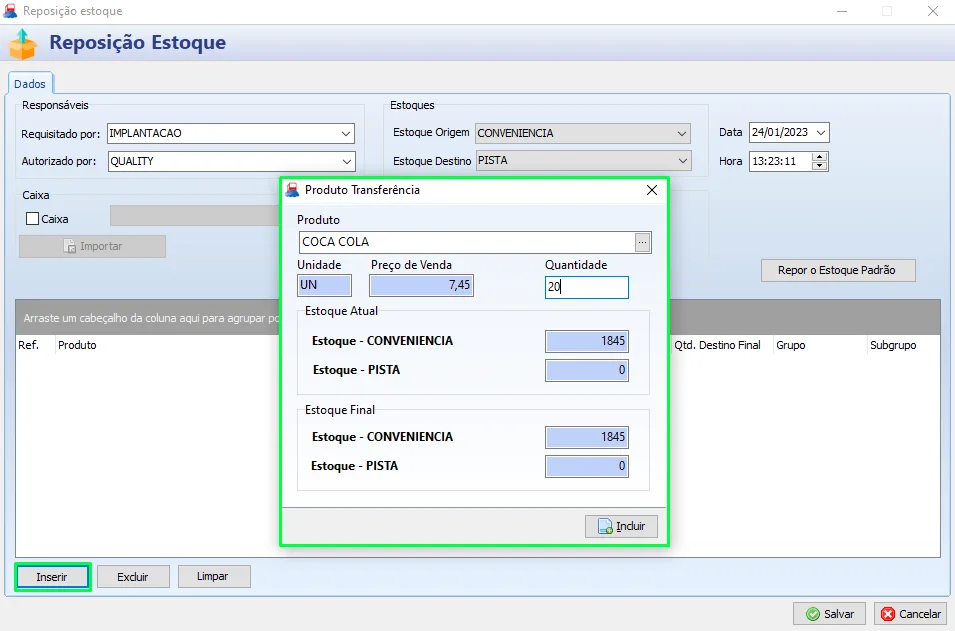 Reposição estoque
Reposição Estoque
Dados
Responsáveis
Requisitado por: IMPLANTACAO
Autorizado por: QUALITY
Estoques
Estoque Origem CONVENIENCIA
Estoque Destino PISTA
Data 24/01/2023
Hora 13:23:11
Caixa
Caixa
Importar
Repor o Estoque Padrão
Arraste um cabeçalho da coluna aqui para agrupar
Ref. Produto Qtd. Destino Final Grupo Subgrupo
Produto Transferência
Produto
COCA COLA ...
Unidade Preço de Venda Quantidade
UN 7,45 20
Estoque Atual
Estoque - CONVENIENCIA 1845
Estoque - PISTA 0
Estoque Final
Estoque - CONVENIENCIA 1845
Estoque - PISTA 0
Incluir
Inserir Excluir Limpar
Salvar Cancelar